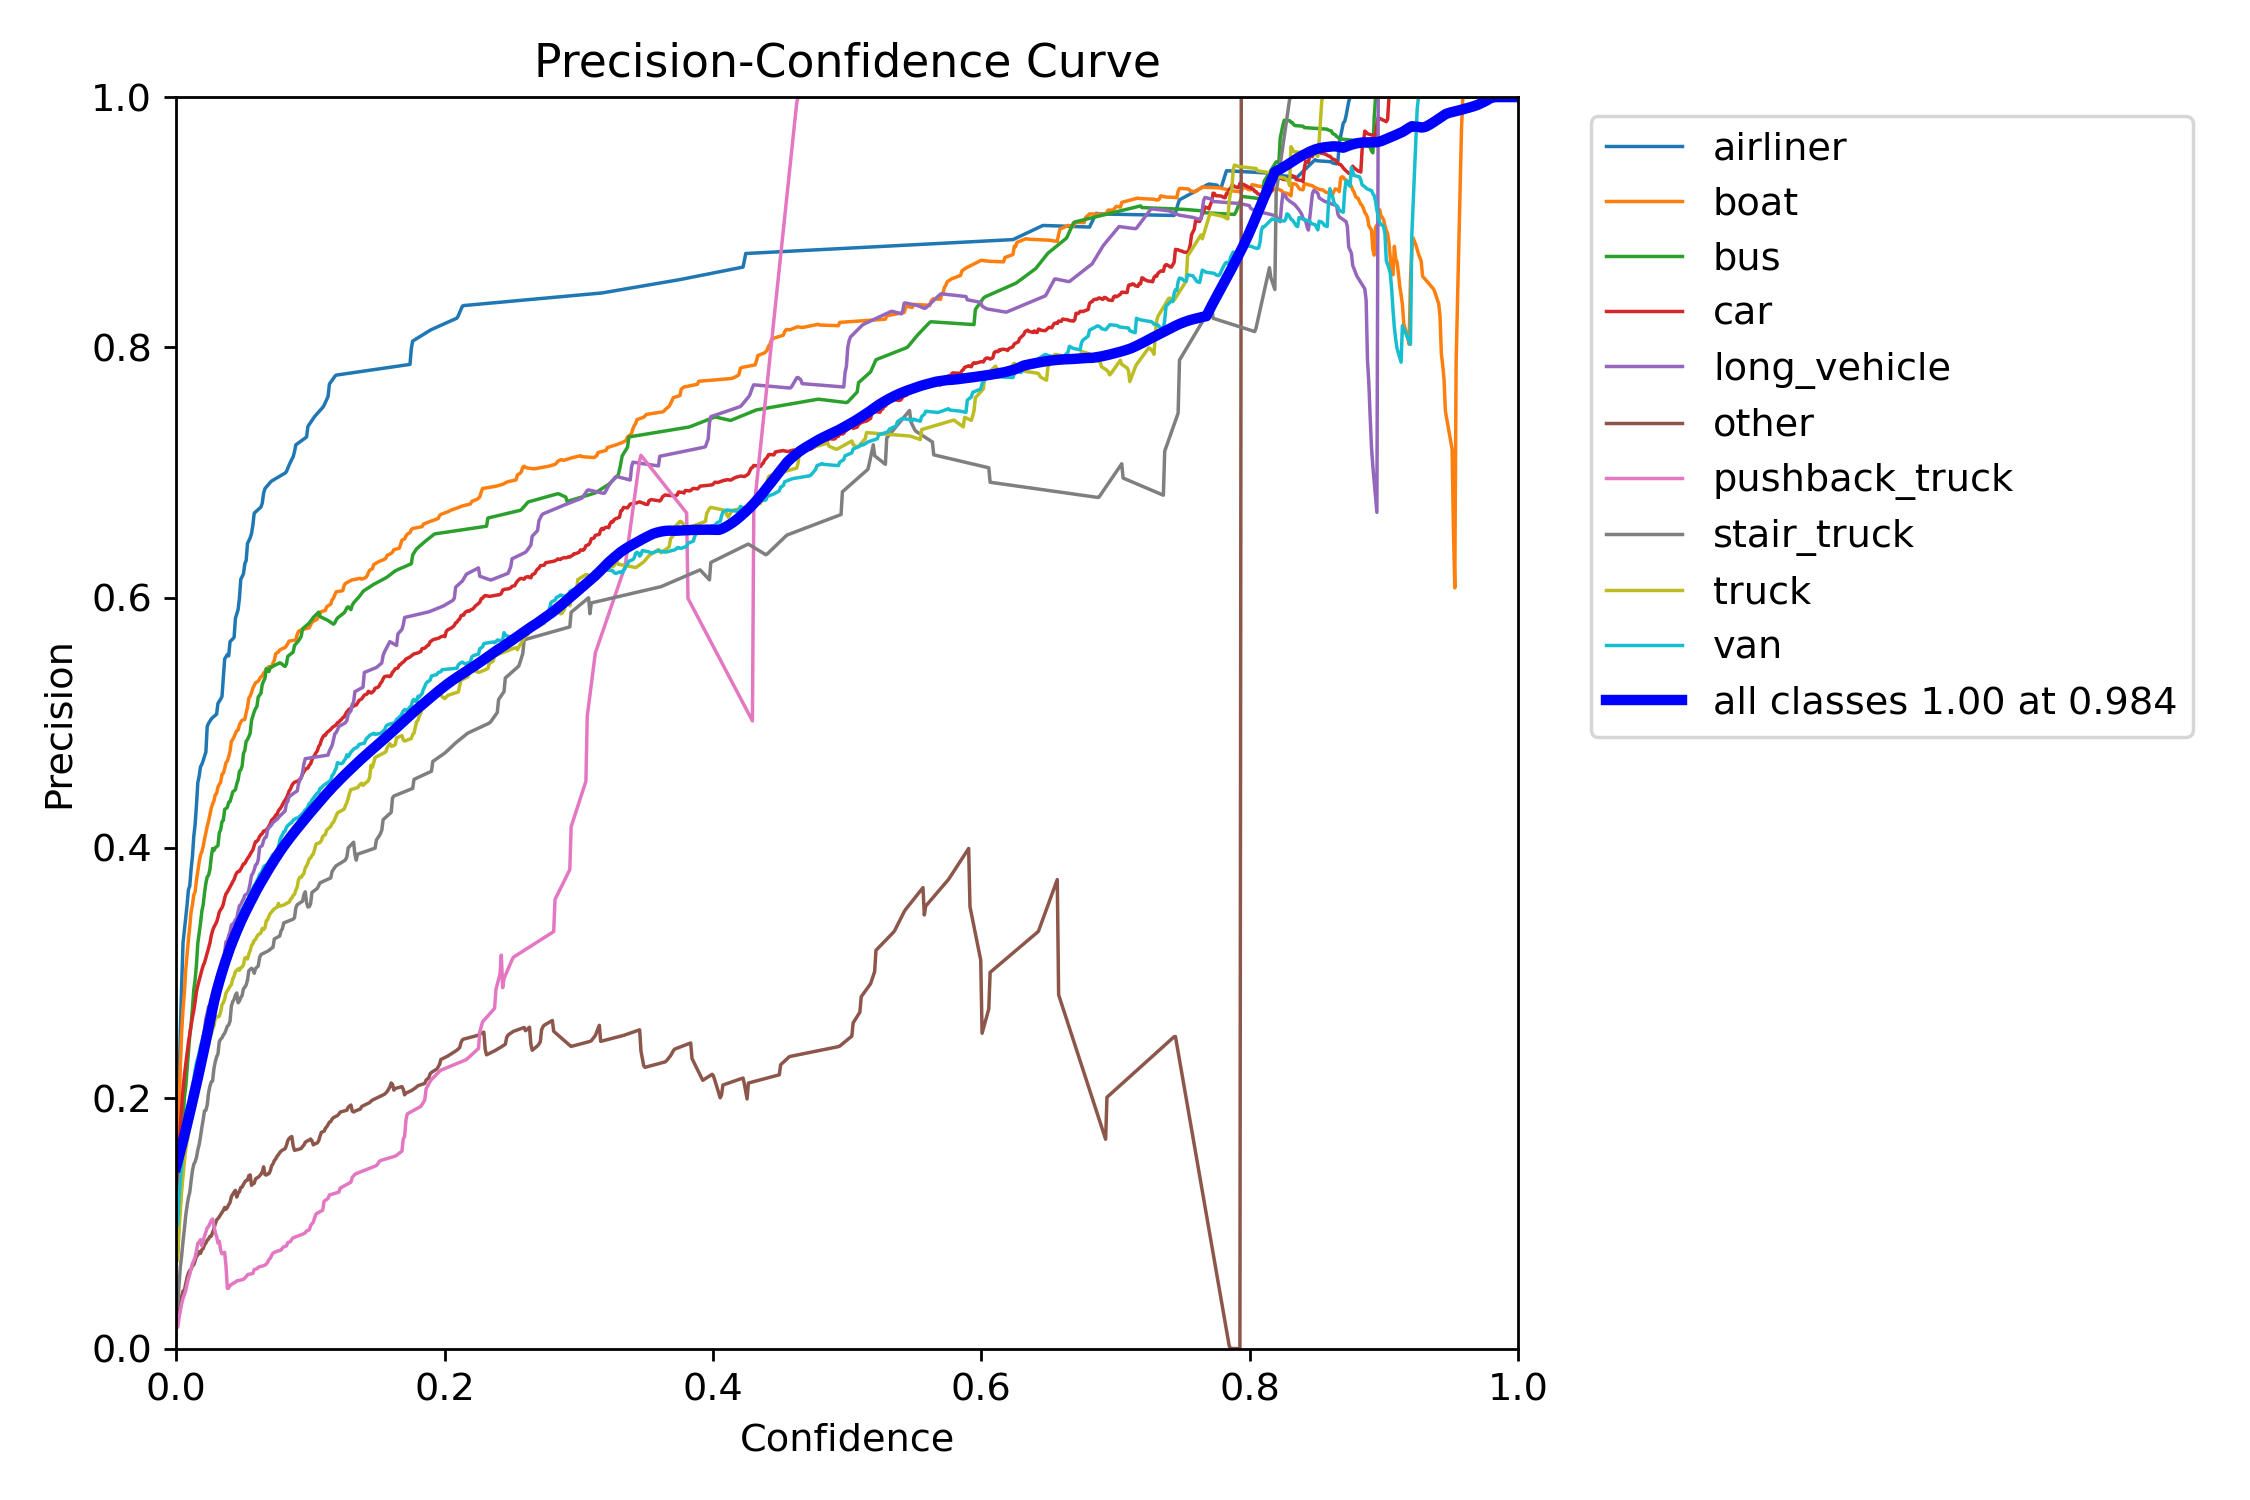 Precision-Confidence Curve
1.0
0.8
0.6
0.4
0.2
0.0
Precision
0.0 0.2 0.4 0.6 0.8 1.0
Confidence
airliner
boat
bus
car
long_vehicle
other
pushback_truck
stair_truck
truck
van
all classes 1.00 at 0.984